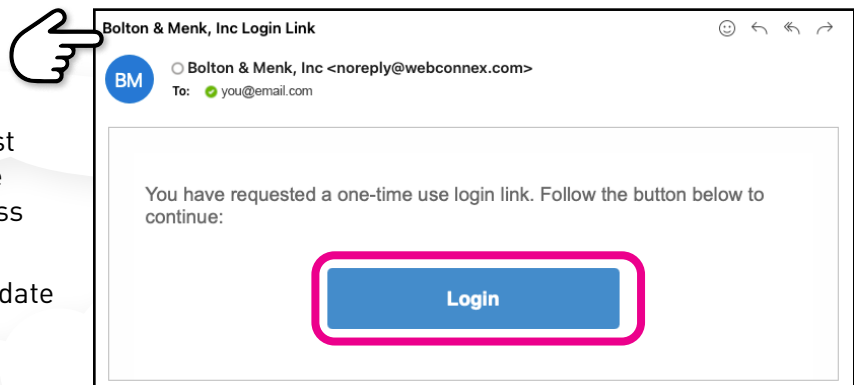 Bolton & Menk, Inc Login Link
BM
Bolton & Menk, Inc <noreply@webconnex.com>
To: you@email.com
st
e
ss
date
You have requested a one-time use login link. Follow the button below to
continue:
Login